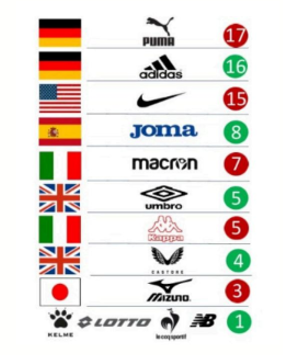 PUMA 17
adidas 16
15
Joma 8
macron 7
umbro 5
Kappa 5
CASTORE 4
Mizuno 3
KELME LOTTO le coq sportif NB 1